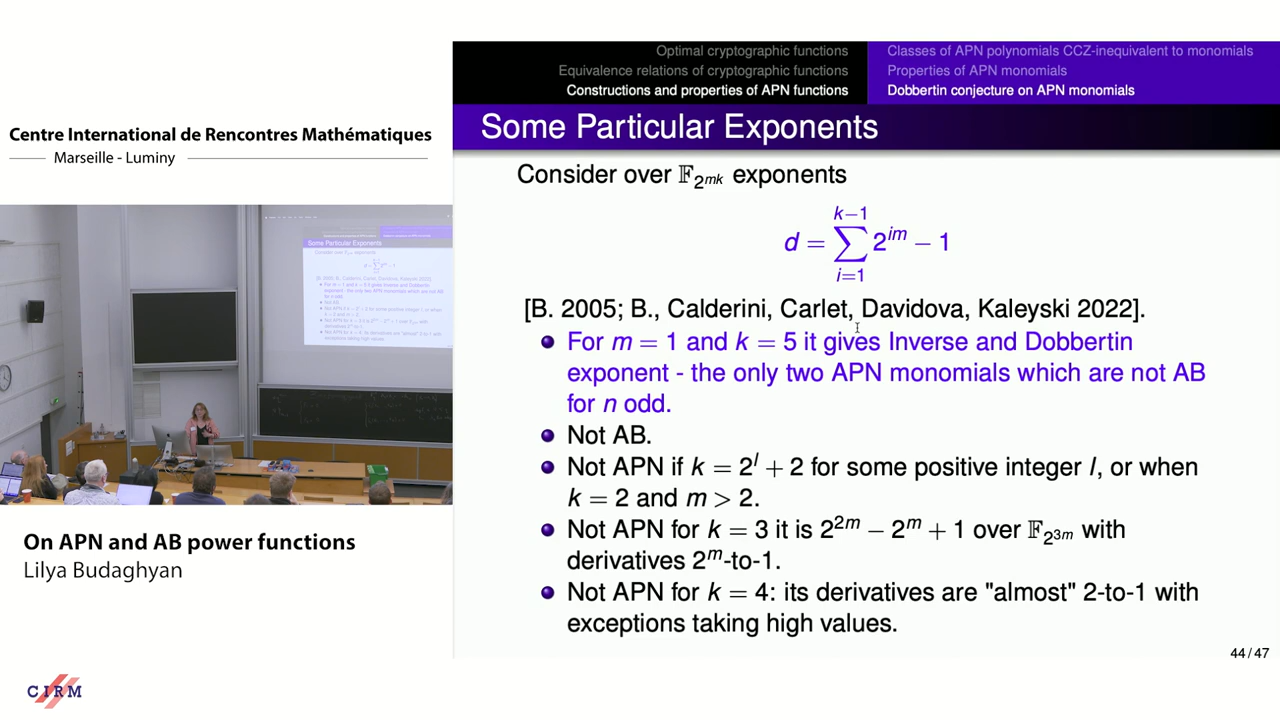 Centre International de Rencontres Mathématiques
Marseille - Luminy
Optimal cryptographic functions
Equivalence relations of cryptographic functions
Constructions and properties of APN functions
Classes of APN polynomials CCZ-inequivalent to monomials
Properties of APN monomials
Dobbertin conjecture on APN monomials
Some Particular Exponents
Consider over 𝔽_{2^{mk}} exponents
d = ∑_{i=1}^{k−1} 2^{im} − 1
[B. 2005; B., Calderini, Carlet, Davidova, Kaleyski 2022].
For m = 1 and k = 5 it gives Inverse and Dobbertin
exponent - the only two APN monomials which are not AB
for n odd.
Not AB.
Not APN if k = 2^l + 2 for some positive integer l, or when
k = 2 and m > 2.
Not APN for k = 3 it is 2^{2m} − 2^m + 1 over 𝔽_{2^{3m}} with
derivatives 2^m-to-1.
Not APN for k = 4: its derivatives are "almost" 2-to-1 with
exceptions taking high values.
44 / 47
Some Particular Exponents
On APN and AB power functions
Lilya Budaghyan
CIRM